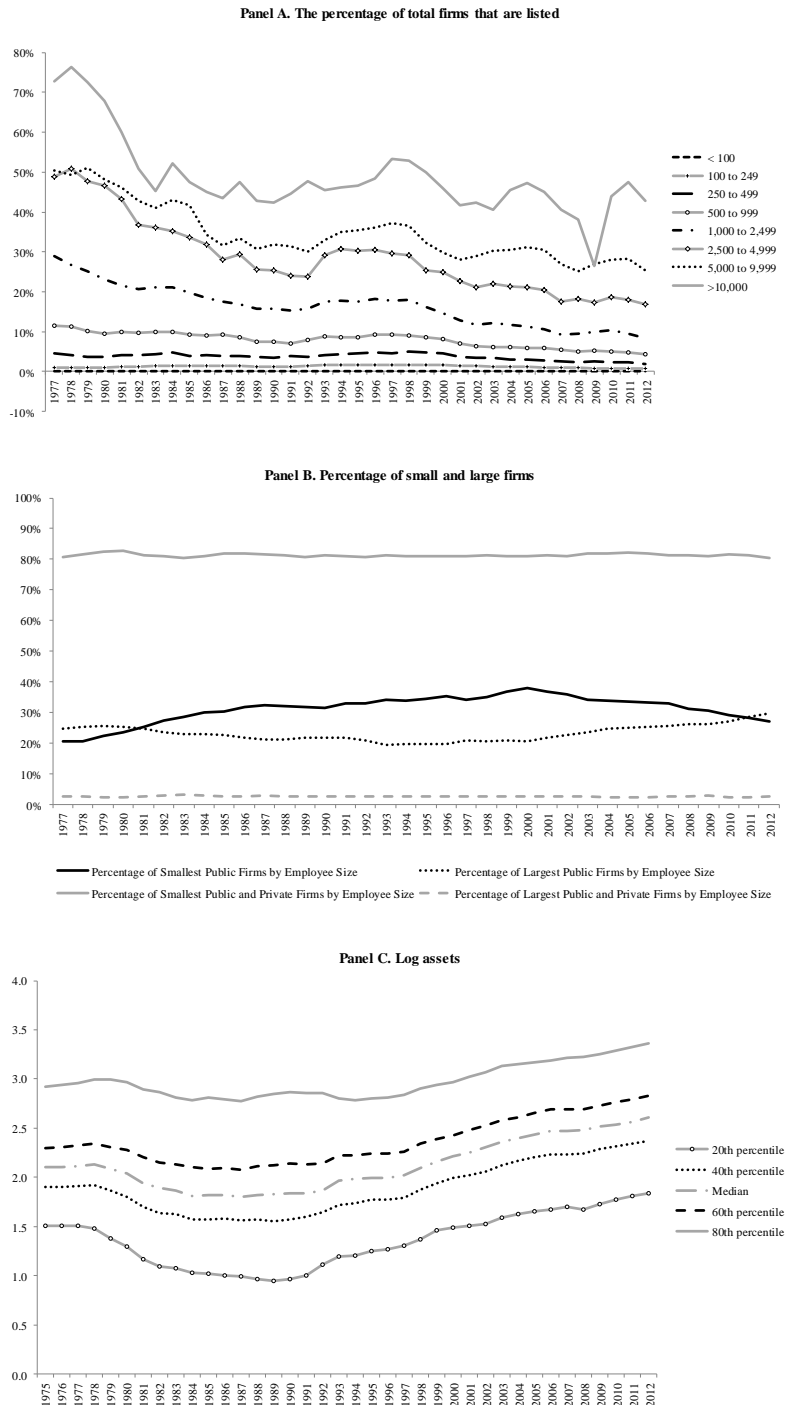 Panel A. The percentage of total firms that are listed
80%
70%
60%
50%
40%
30%
20%
10%
0%
-10%
1977 1978 1979 1980 1981 1982 1983 1984 1985 1986 1987 1988 1989 1990 1991 1992 1993 1994 1995 1996 1997 1998 1999 2000 2001 2002 2003 2004 2005 2006 2007 2008 2009 2010 2011 2012
< 100
100 to 249
250 to 499
500 to 999
1,000 to 2,499
2,500 to 4,999
5,000 to 9,999
>10,000
Panel B. Percentage of small and large firms
100%
90%
80%
70%
60%
50%
40%
30%
20%
10%
0%
1977 1978 1979 1980 1981 1982 1983 1984 1985 1986 1987 1988 1989 1990 1991 1992 1993 1994 1995 1996 1997 1998 1999 2000 2001 2002 2003 2004 2005 2006 2007 2008 2009 2010 2011 2012
Percentage of Smallest Public Firms by Employee Size
Percentage of Largest Public Firms by Employee Size
Percentage of Smallest Public and Private Firms by Employee Size
Percentage of Largest Public and Private Firms by Employee Size
Panel C. Log assets
4.0
3.5
3.0
2.5
2.0
1.5
1.0
0.5
0.0
1975 1976 1977 1978 1979 1980 1981 1982 1983 1984 1985 1986 1987 1988 1989 1990 1991 1992 1993 1994 1995 1996 1997 1998 1999 2000 2001 2002 2003 2004 2005 2006 2007 2008 2009 2010 2011 2012
20th percentile
40th percentile
Median
60th percentile
80th percentile